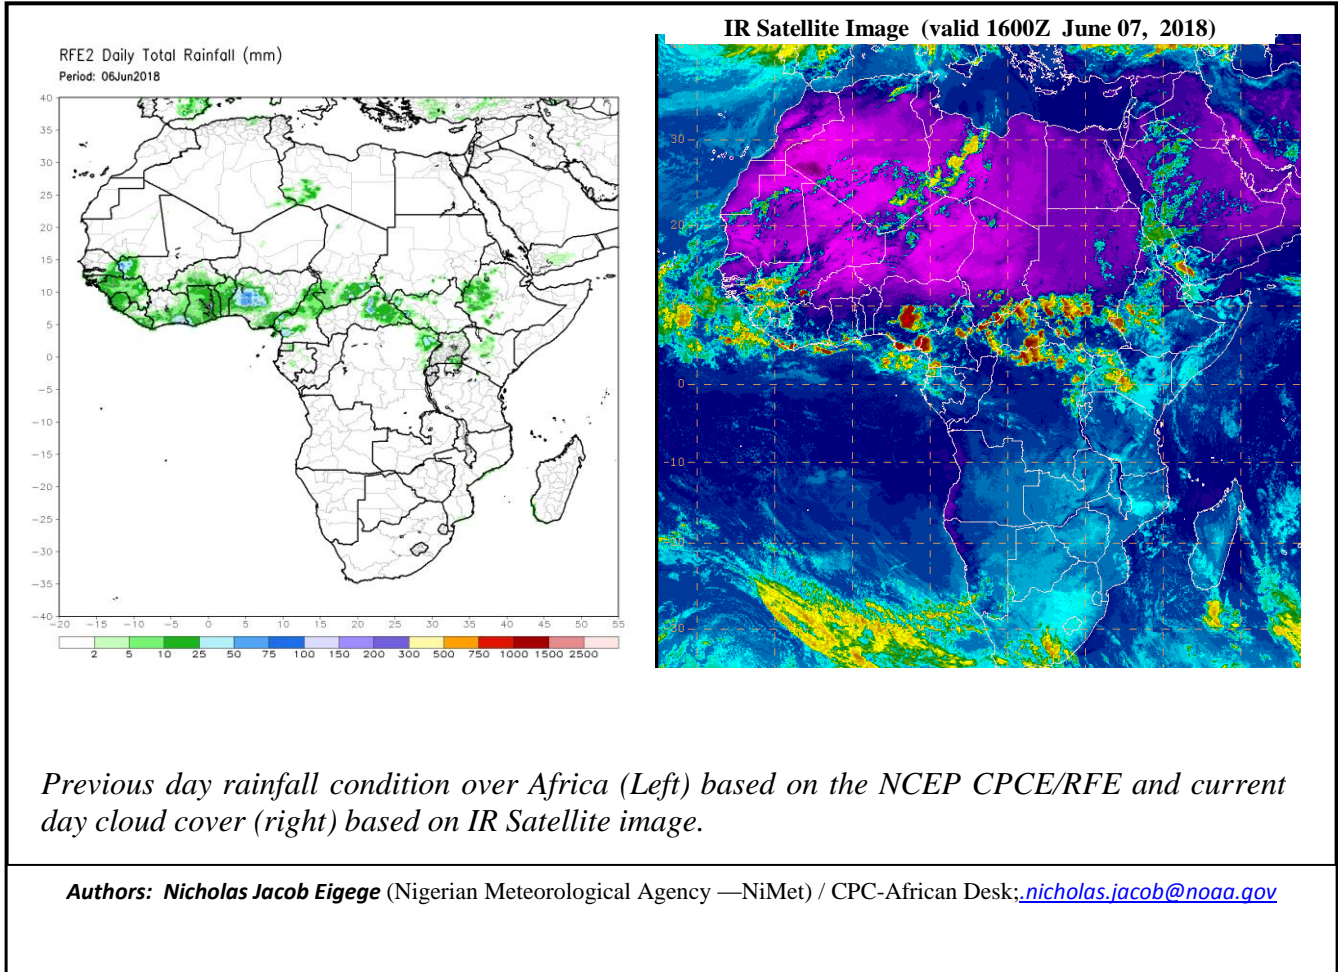 IR Satellite Image (valid 1600Z June 07, 2018)
RFE2 Daily Total Rainfall (mm)
Period: 06Jun2018
40
35
30
25
20
15
10
5
0
−5
−10
−15
−20
−25
−30
−35
−40
−20 −15 −10 −5 0 5 10 15 20 25 30 35 40 45 50 55
2 5 10 25 50 75 100 150 200 300 500 750 1000 1500 2500
30
20
0
10
20
30
Previous day rainfall condition over Africa (Left) based on the NCEP CPCE/RFE and current
day cloud cover (right) based on IR Satellite image.
Authors: Nicholas Jacob Eigege (Nigerian Meteorological Agency —NiMet) / CPC-African Desk;.nicholas.jacob@noaa.gov